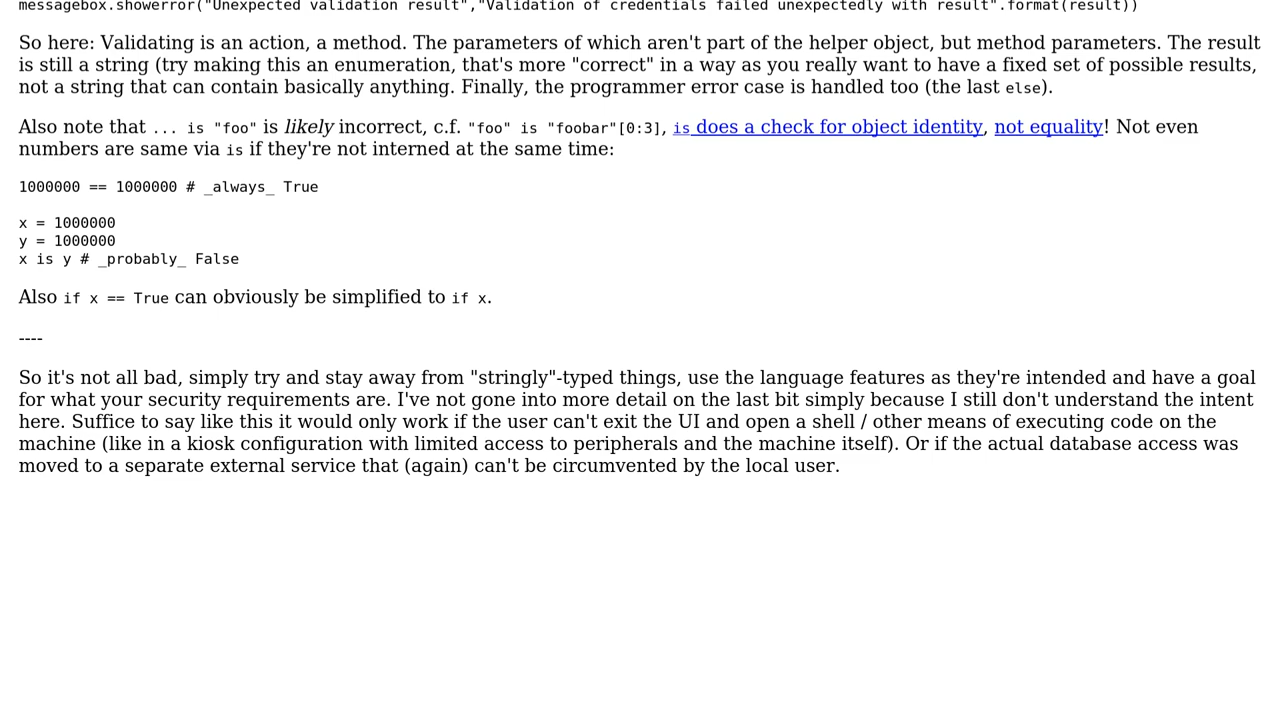 messagebox.showerror("Unexpected validation result","Validation of credentials failed unexpectedly with result".format(result))
So here: Validating is an action, a method. The parameters of which aren't part of the helper object, but method parameters. The result
is still a string (try making this an enumeration, that's more "correct" in a way as you really want to have a fixed set of possible results,
not a string that can contain basically anything. Finally, the programmer error case is handled too (the last else).
Also note that ... is "foo" is likely incorrect, c.f. "foo" is "foobar"[0:3], is does a check for object identity, not equality! Not even
numbers are same via is if they're not interned at the same time:
1000000 == 1000000 # _always_ True
x = 1000000
y = 1000000
x is y # _probably_ False
Also if x == True can obviously be simplified to if x.
----
So it's not all bad, simply try and stay away from "stringly"-typed things, use the language features as they're intended and have a goal
for what your security requirements are. I've not gone into more detail on the last bit simply because I still don't understand the intent
here. Suffice to say like this it would only work if the user can't exit the UI and open a shell / other means of executing code on the
machine (like in a kiosk configuration with limited access to peripherals and the machine itself). Or if the actual database access was
moved to a separate external service that (again) can't be circumvented by the local user.